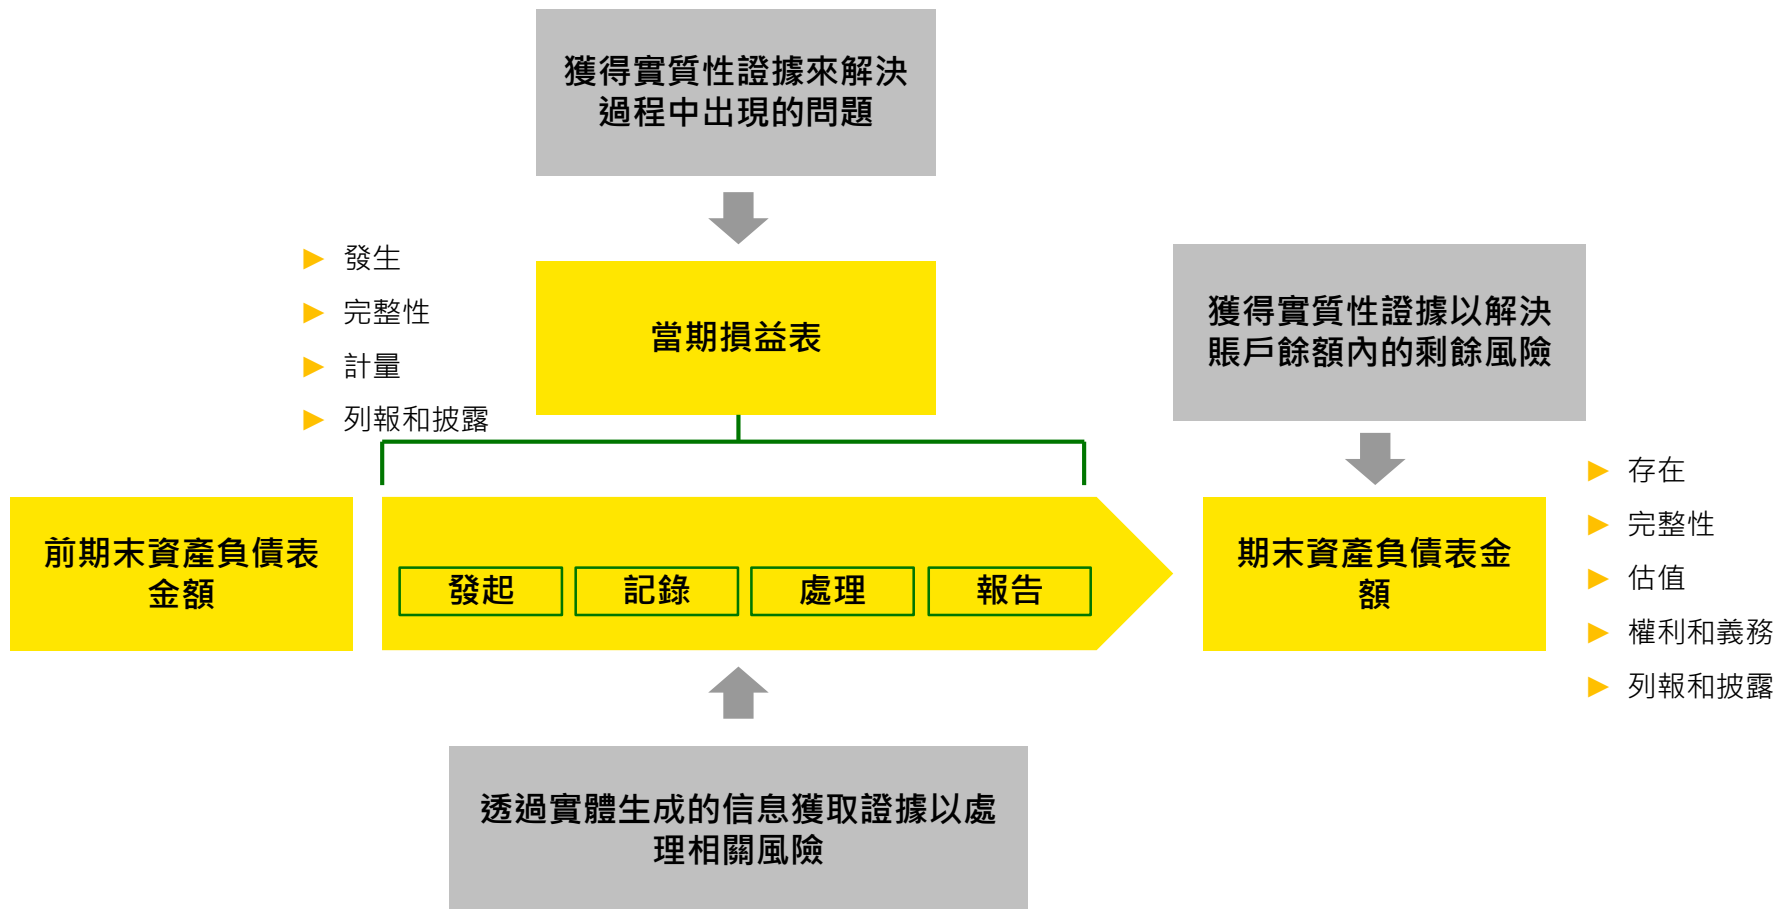 獲得實質性證據來解決
過程中出現的問題
發生
完整性
計量
列報和披露
當期損益表
獲得實質性證據以解決
賬戶餘額內的剩餘風險
前期末資產負債表
金額
發起
記錄
處理
報告
期末資產負債表金
額
存在
完整性
估值
權利和義務
列報和披露
透過實體生成的信息獲取證據以處
理相關風險